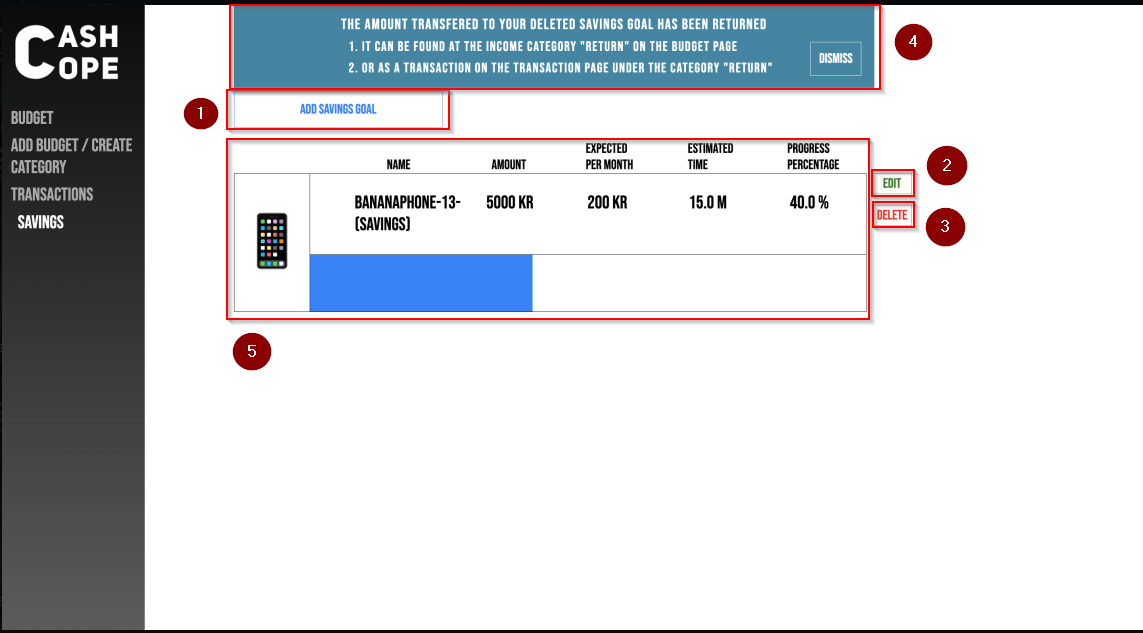 CASH
COPE
BUDGET
ADD BUDGET / CREATE
CATEGORY
TRANSACTIONS
SAVINGS
THE AMOUNT TRANSFERED TO YOUR DELETED SAVINGS GOAL HAS BEEN RETURNED
1. IT CAN BE FOUND AT THE INCOME CATEGORY "RETURN" ON THE BUDGET PAGE
2. OR AS A TRANSACTION ON THE TRANSACTION PAGE UNDER THE CATEGORY "RETURN"
DISMISS
4
1
ADD SAVINGS GOAL
NAME AMOUNT EXPECTED PER MONTH ESTIMATED TIME PROGRESS PERCENTAGE
BANANAPHONE-13- 5000 KR 200 KR 15.0 M 40.0 %
(SAVINGS)
EDIT
2
DELETE
3
5